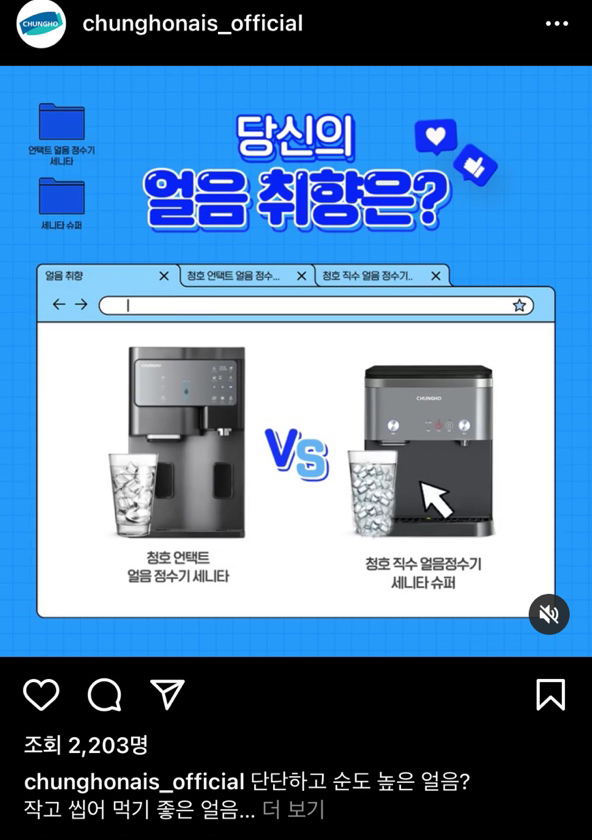 CHUNGHO
chunghonais_official
언택트 얼음 정수기
세니타
세니타 슈퍼
당신의
얼음 취향은?
얼음 취향
청호 언택트 얼음 정수...
청호 직수 얼음 정수기..
CHUNGHO
CHUNGHO
VS
청호 언택트
얼음 정수기 세니타
청호 직수 얼음정수기
세니타 슈퍼
조회 2,203명
chunghonais_official 단단하고 순도 높은 얼음?
작고 씹어 먹기 좋은 얼음... 더 보기